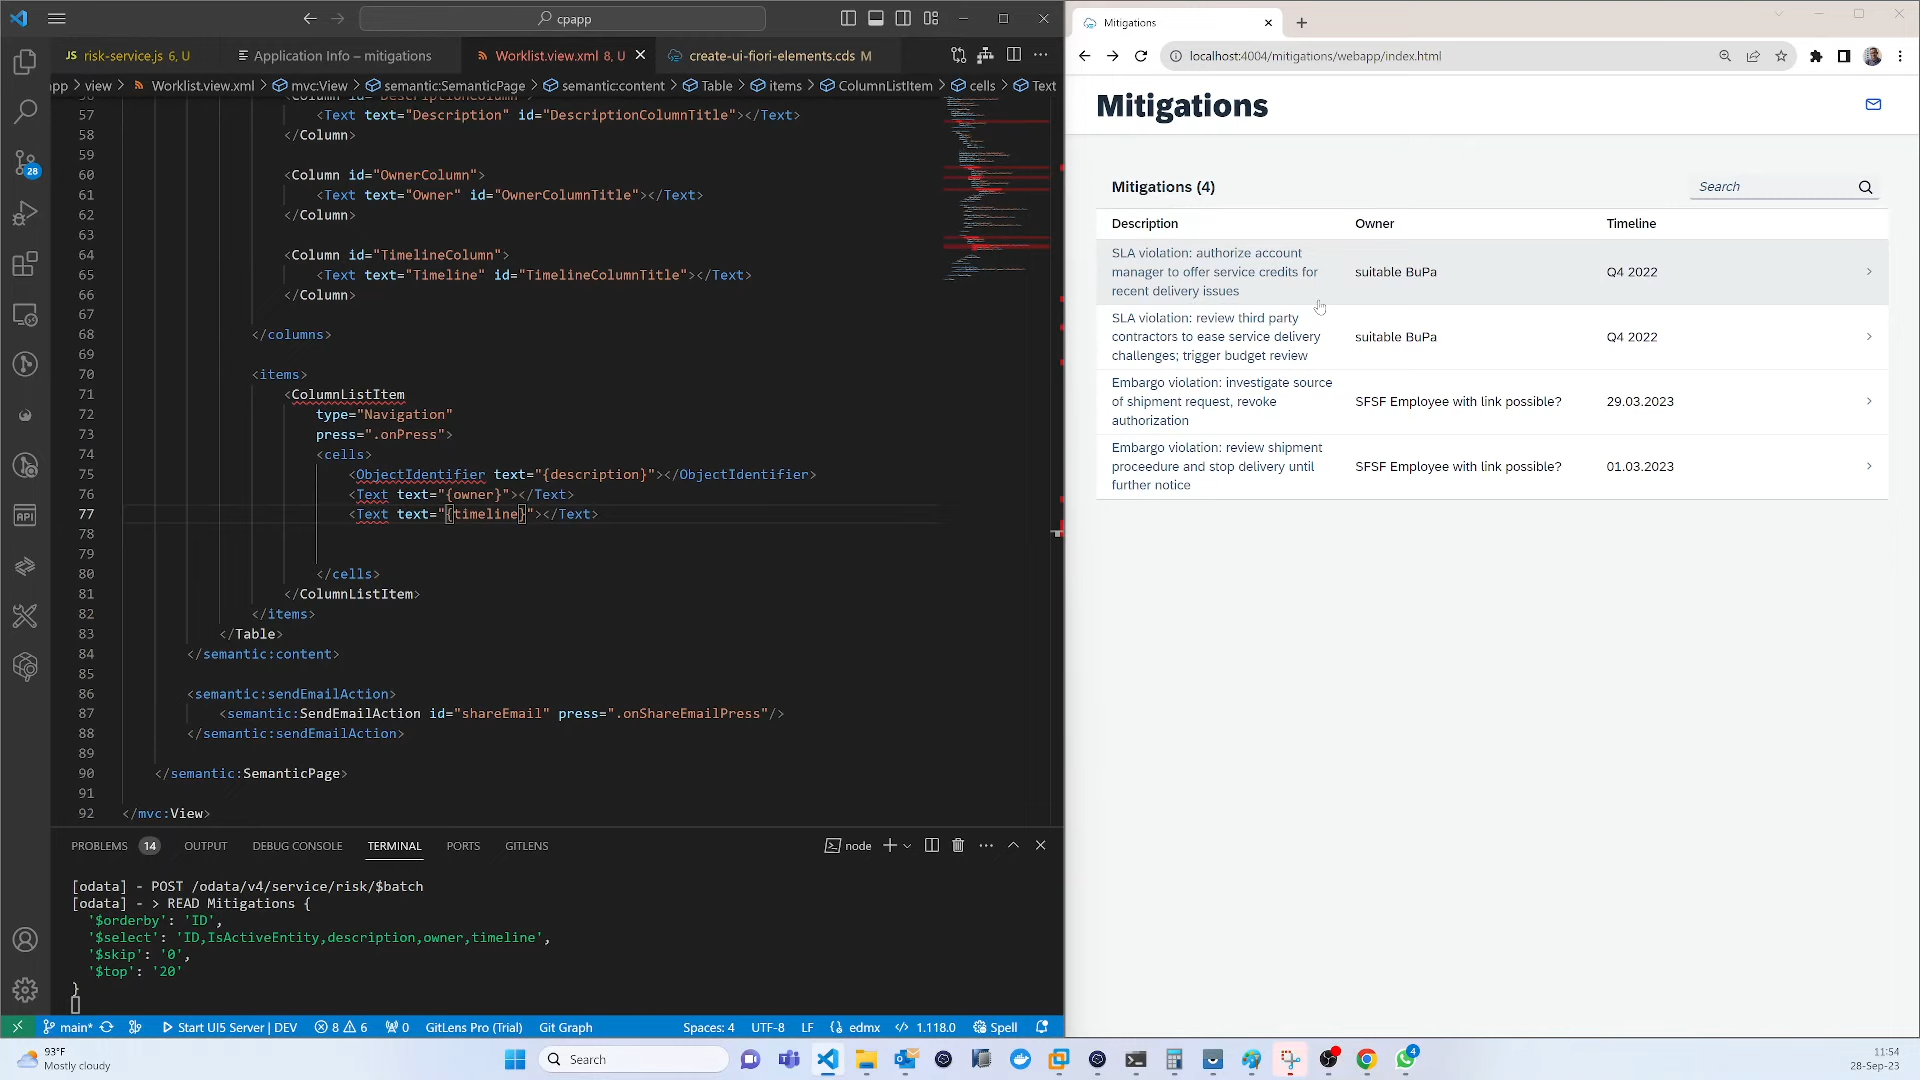 cpapp
JS risk-service.js 6, U
Application Info – mitigations
Worklist.view.xml 8, U
create-ui-fiori-elements.cds M
pp > view > Worklist.view.xml > mvc:View > semantic:SemanticPage > semantic:content > Table > items > ColumnListItem > cells > Text
57 <Text text="Description" id="DescriptionColumnTitle"></Text>
58 </Column>
59
60 <Column id="OwnerColumn">
61 <Text text="Owner" id="OwnerColumnTitle"></Text>
62 </Column>
63
64 <Column id="TimelineColumn">
65 <Text text="Timeline" id="TimelineColumnTitle"></Text>
66 </Column>
67
68 </columns>
69
70 <items>
71 <ColumnListItem
72 type="Navigation"
73 press=".onPress">
74 <cells>
75 <ObjectIdentifier text="{description}"></ObjectIdentifier>
76 <Text text="{owner}"></Text>
77 <Text text="{timeline}"></Text>
78
79
80 </cells>
81 </ColumnListItem>
82 </items>
83 </Table>
84 </semantic:content>
85
86 <semantic:sendEmailAction>
87 <semantic:SendEmailAction id="shareEmail" press=".onShareEmailPress"/>
88 </semantic:sendEmailAction>
89
90 </semantic:SemanticPage>
91
92 </mvc:View>
28
API
PROBLEMS 14 OUTPUT DEBUG CONSOLE TERMINAL PORTS GITLENS
node
[odata] - POST /odata/v4/service/risk/$batch
[odata] - > READ Mitigations {
'$orderby': 'ID',
'$select': 'ID,IsActiveEntity,description,owner,timeline',
'$skip': '0',
'$top': '20'
}
main* Start UI5 Server | DEV 8 6 0 GitLens Pro (Trial) Git Graph Spaces: 4 UTF-8 LF edmx 1.118.0 Spell
Mitigations
localhost:4004/mitigations/webapp/index.html
Mitigations
Mitigations (4)
Search
Description Owner Timeline
SLA violation: authorize account
manager to offer service credits for
recent delivery issues
suitable BuPa
Q4 2022
SLA violation: review third party
contractors to ease service delivery
challenges; trigger budget review
suitable BuPa
Q4 2022
Embargo violation: investigate source
of shipment request, revoke
authorization
SFSF Employee with link possible?
29.03.2023
Embargo violation: review shipment
proceedure and stop delivery until
further notice
SFSF Employee with link possible?
01.03.2023
93°F
Mostly cloudy
Search
4
11:54
28-Sep-23